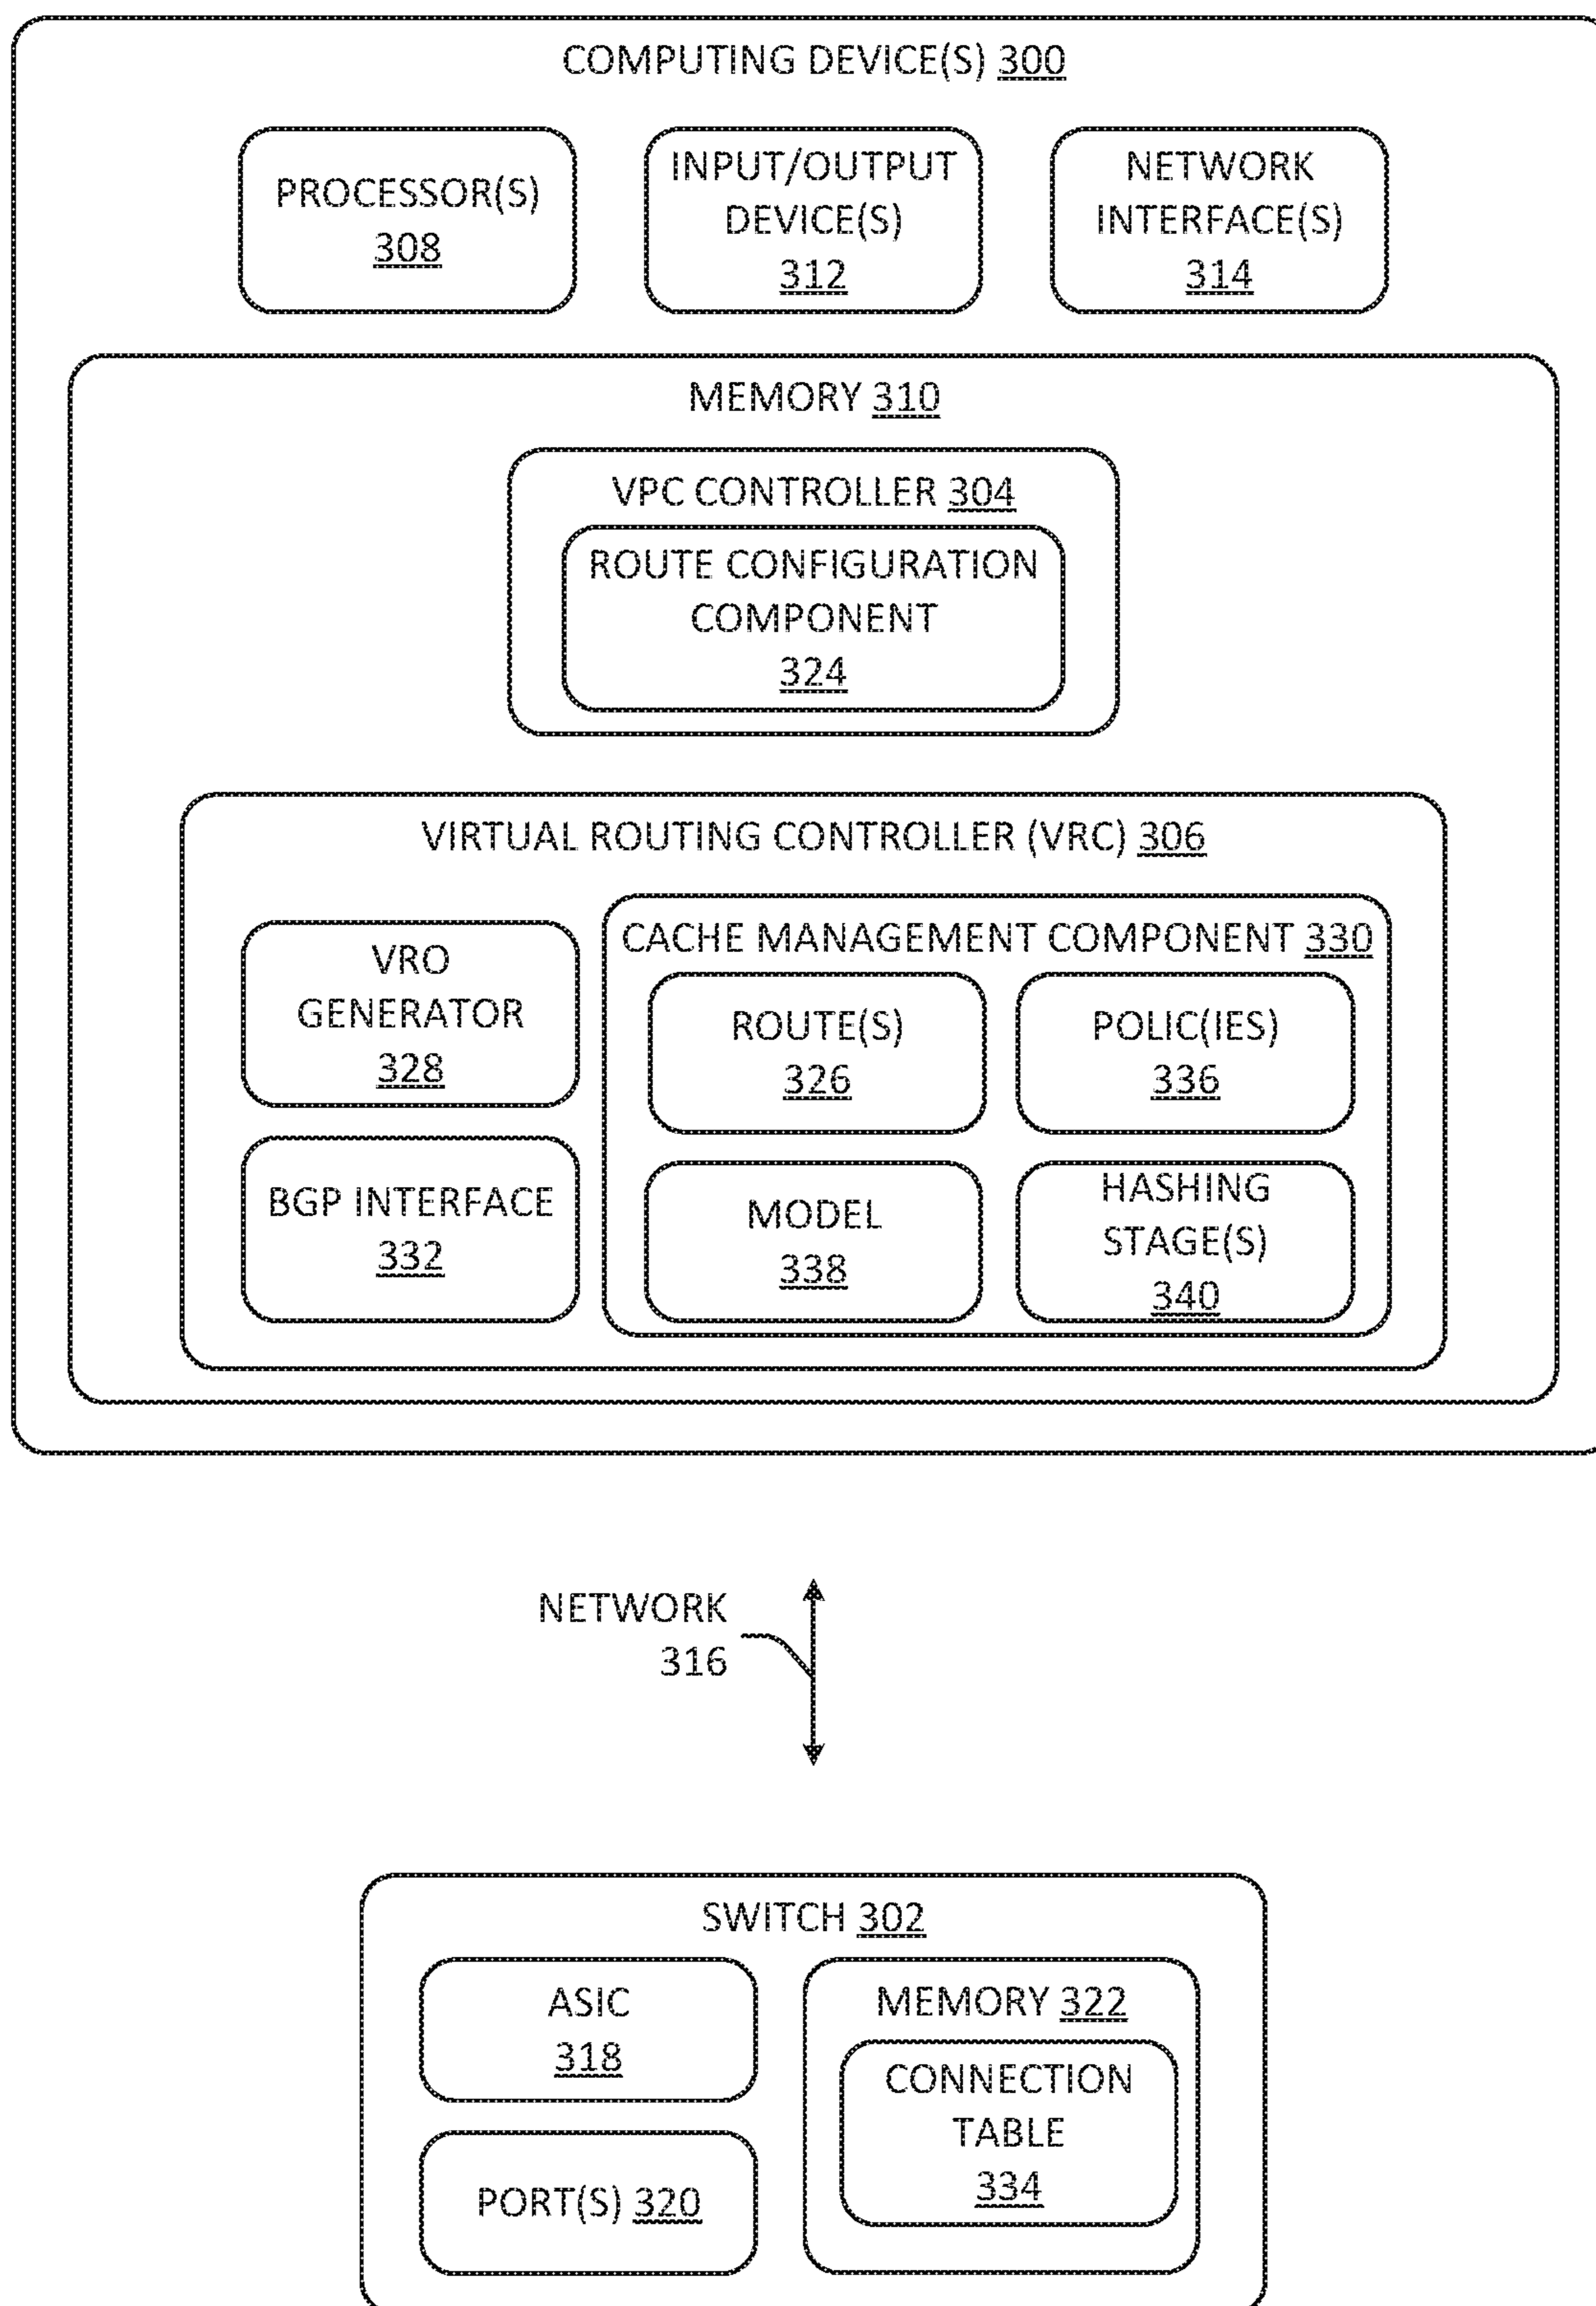 COMPUTING DEVICE(S) 300
PROCESSOR(S)
308
INPUT/OUTPUT
DEVICE(S)
312
NETWORK
INTERFACE(S)
314
MEMORY 310
VPC CONTROLLER 304
ROUTE CONFIGURATION
COMPONENT
324
VIRTUAL ROUTING CONTROLLER (VRC) 306
VRO
GENERATOR
328
BGP INTERFACE
332
CACHE MANAGEMENT COMPONENT 330
ROUTE(S)
326
POLIC(IES)
336
MODEL
338
HASHING
STAGE(S)
340
NETWORK
316
SWITCH 302
ASIC
318
PORT(S) 320
MEMORY 322
CONNECTION
TABLE
334